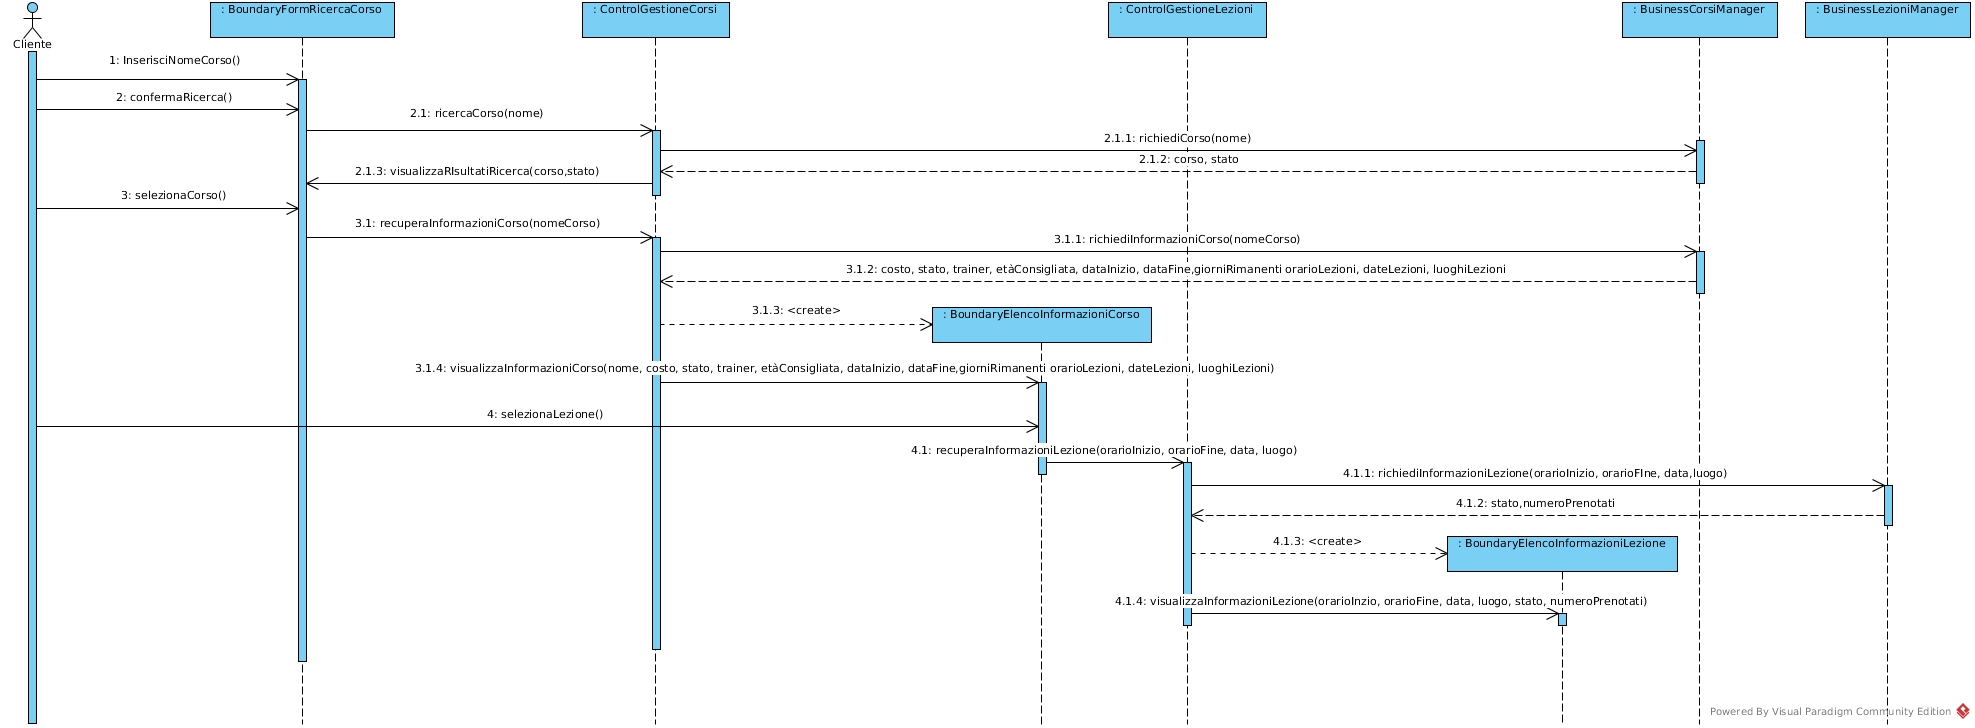 : BoundaryFormRicercaCorso
: ControlGestioneCorsi
: ControlGestioneLezioni
: BusinessCorsiManager
: BusinessLezioniManager
Cliente
1: InserisciNomeCorso()
2: confermaRicerca()
2.1: ricercaCorso(nome)
2.1.1: richiediCorso(nome)
2.1.2: corso, stato
2.1.3: visualizzaRIsultatiRicerca(corso,stato)
3: selezionaCorso()
3.1: recuperaInformazioniCorso(nomeCorso)
3.1.1: richiediInformazioniCorso(nomeCorso)
3.1.2: costo, stato, trainer, etàConsigliata, dataInizio, dataFine,giorniRimanenti orarioLezioni, dateLezioni, luoghiLezioni
3.1.3: <create>
: BoundaryElencoInformazioniCorso
3.1.4: visualizzaInformazioniCorso(nome, costo, stato, trainer, etàConsigliata, dataInizio, dataFine,giorniRimanenti orarioLezioni, dateLezioni, luoghiLezioni)
4: selezionaLezione()
4.1: recuperaInformazioniLezione(orarioInizio, orarioFine, data, luogo)
4.1.1: richiediInformazioniLezione(orarioInizio, orarioFIne, data,luogo)
4.1.2: stato,numeroPrenotati
4.1.3: <create>
: BoundaryElencoInformazioniLezione
4.1.4: visualizzaInformazioniLezione(orarioInzio, orarioFine, data, luogo, stato, numeroPrenotati)
Powered By Visual Paradigm Community Edition